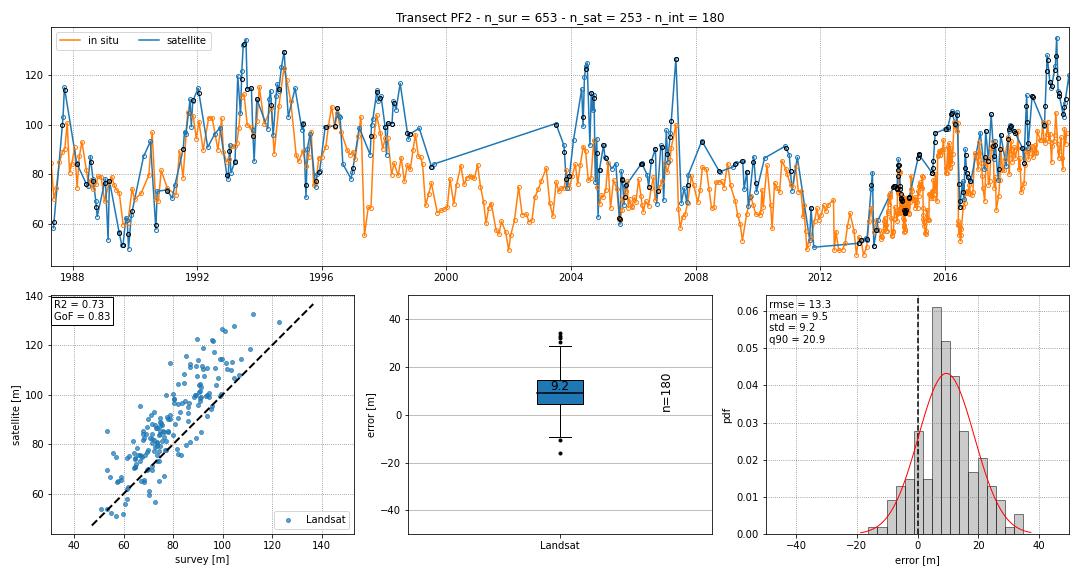 Transect PF2 - n_sur = 653 - n_sat = 253 - n_int = 180
in situ satellite
120
100
80
60
1988 1992 1996 2000 2004 2008 2012 2016
R2 = 0.73
GoF = 0.83
satellite [m]
140
120
100
80
60
40 60 80 100 120 140
survey [m]
Landsat
error [m]
40
20
0
−20
−40
9.2
n=180
Landsat
rmse = 13.3
mean = 9.5
std = 9.2
q90 = 20.9
pdf
0.06
0.05
0.04
0.03
0.02
0.01
0.00
−40 −20 0 20 40
error [m]